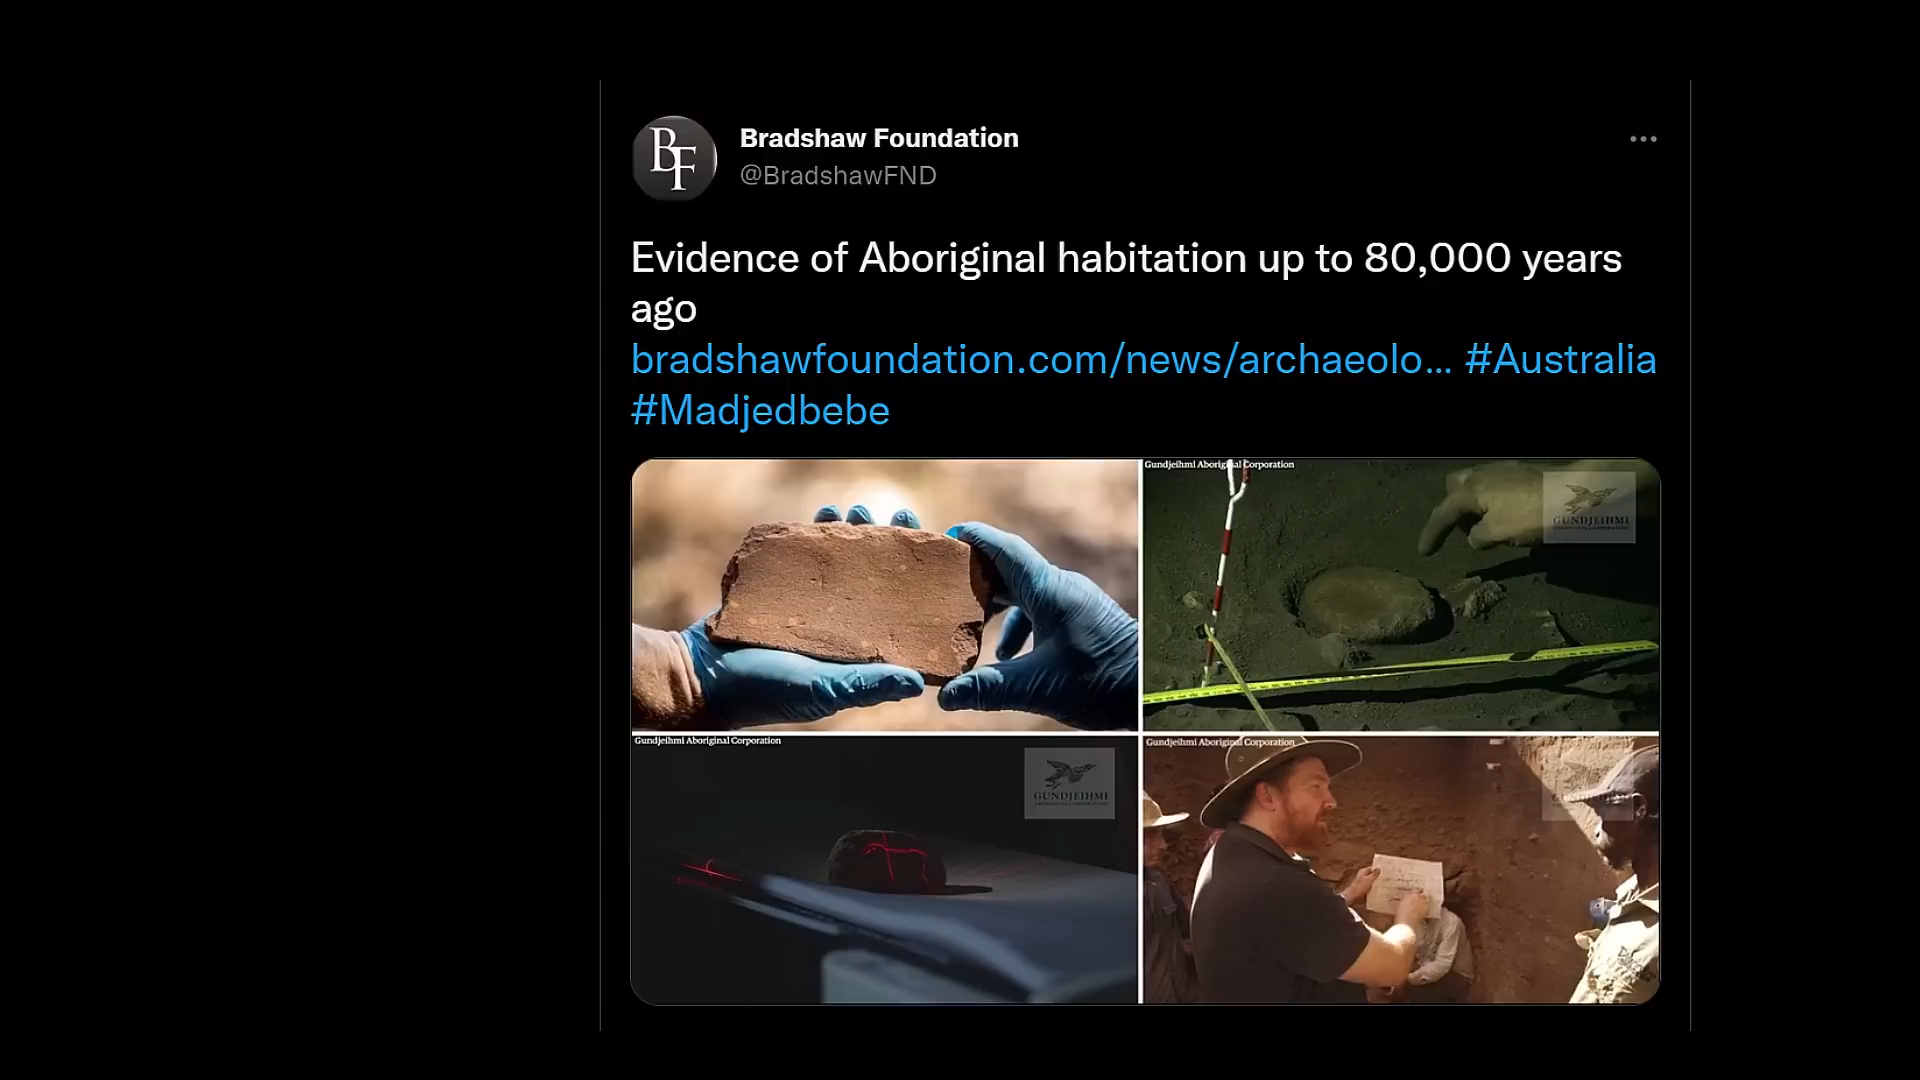 BF
Bradshaw Foundation
@BradshawFND
Evidence of Aboriginal habitation up to 80,000 years
ago
bradshawfoundation.com/news/archaeolo... #Australia
#Madjedbebe
Gundjeihmi Aboriginal Corporation
GUNDJEIHMI
Gundjeihmi Aboriginal Corporation
GUNDJEIHMI
Gundjeihmi Aboriginal Corporation